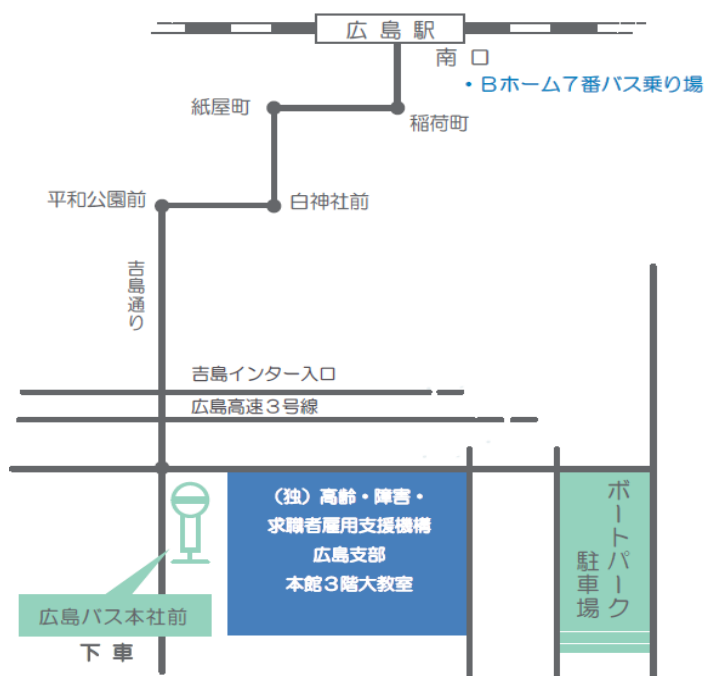 広島駅
南口
・Bホーム7番バス乗り場
紙屋町
稲荷町
平和公園前
白神社前
吉島通り
吉島インター入口
広島高速3号線
（独）高齢・障害・
求職者雇用支援機構
広島支部
本館3階大教室
ボートパーク
駐車場
広島バス本社前
下車